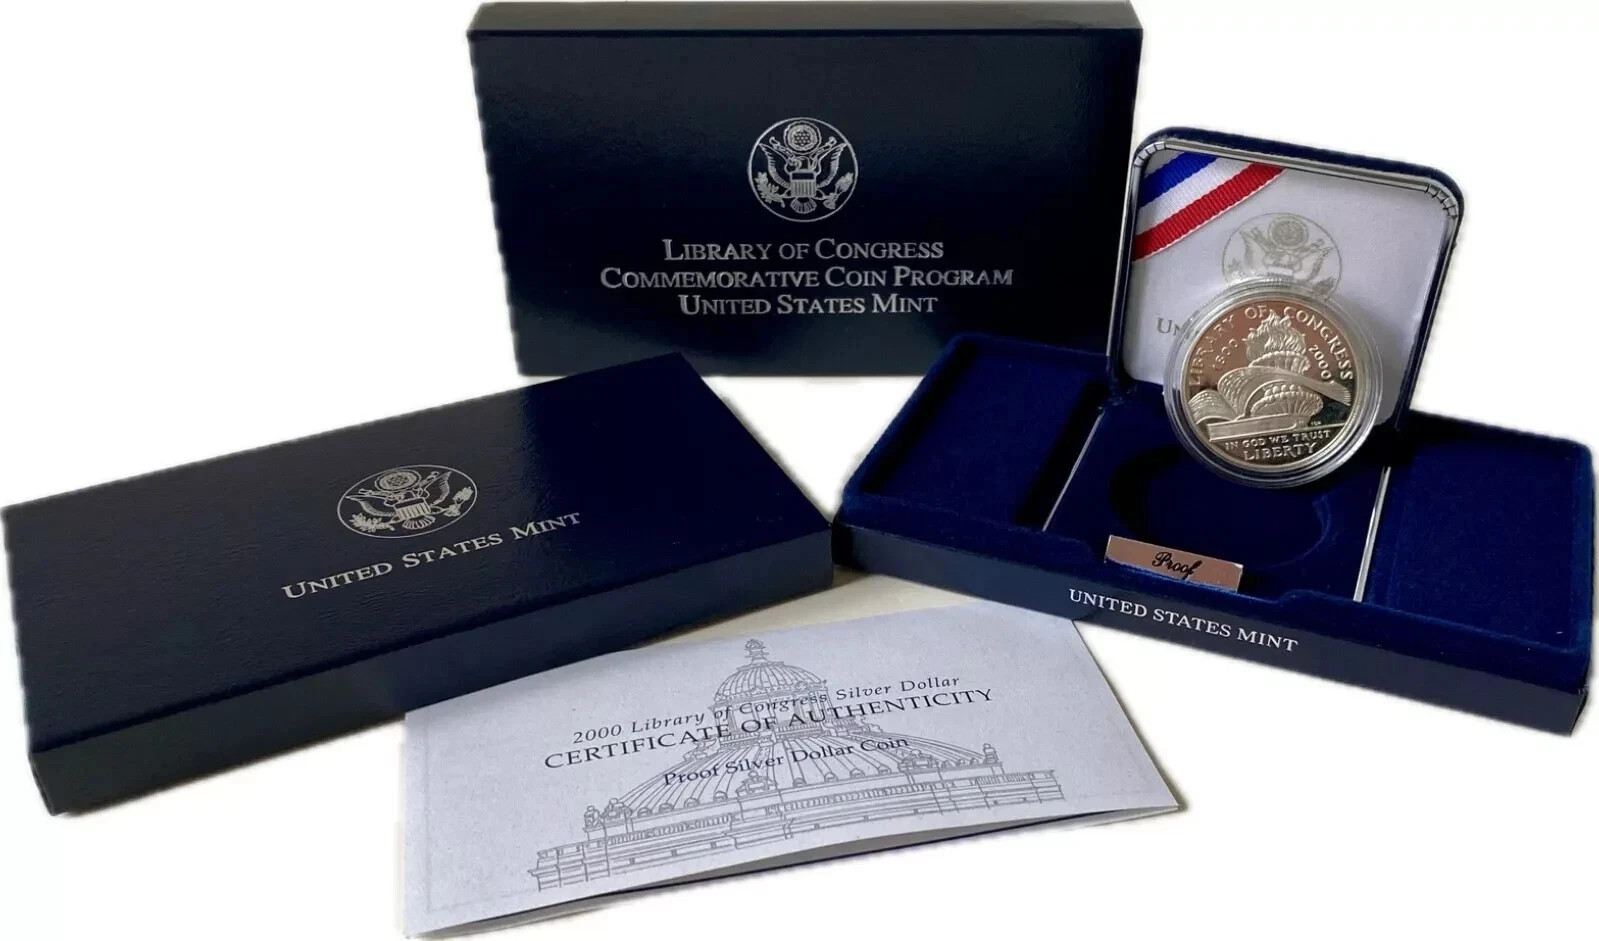 LIBRARY OF CONGRESS
COMMEMORATIVE COIN PROGRAM
UNITED STATES MINT
UNITED STATES MINT
LIBRARY OF CONGRESS
1800 2000
IN GOD WE TRUST
LIBERTY
Proof
UNITED STATES MINT
2000 Library of Congress Silver Dollar
CERTIFICATE OF AUTHENTICITY
Proof Silver Dollar Coin